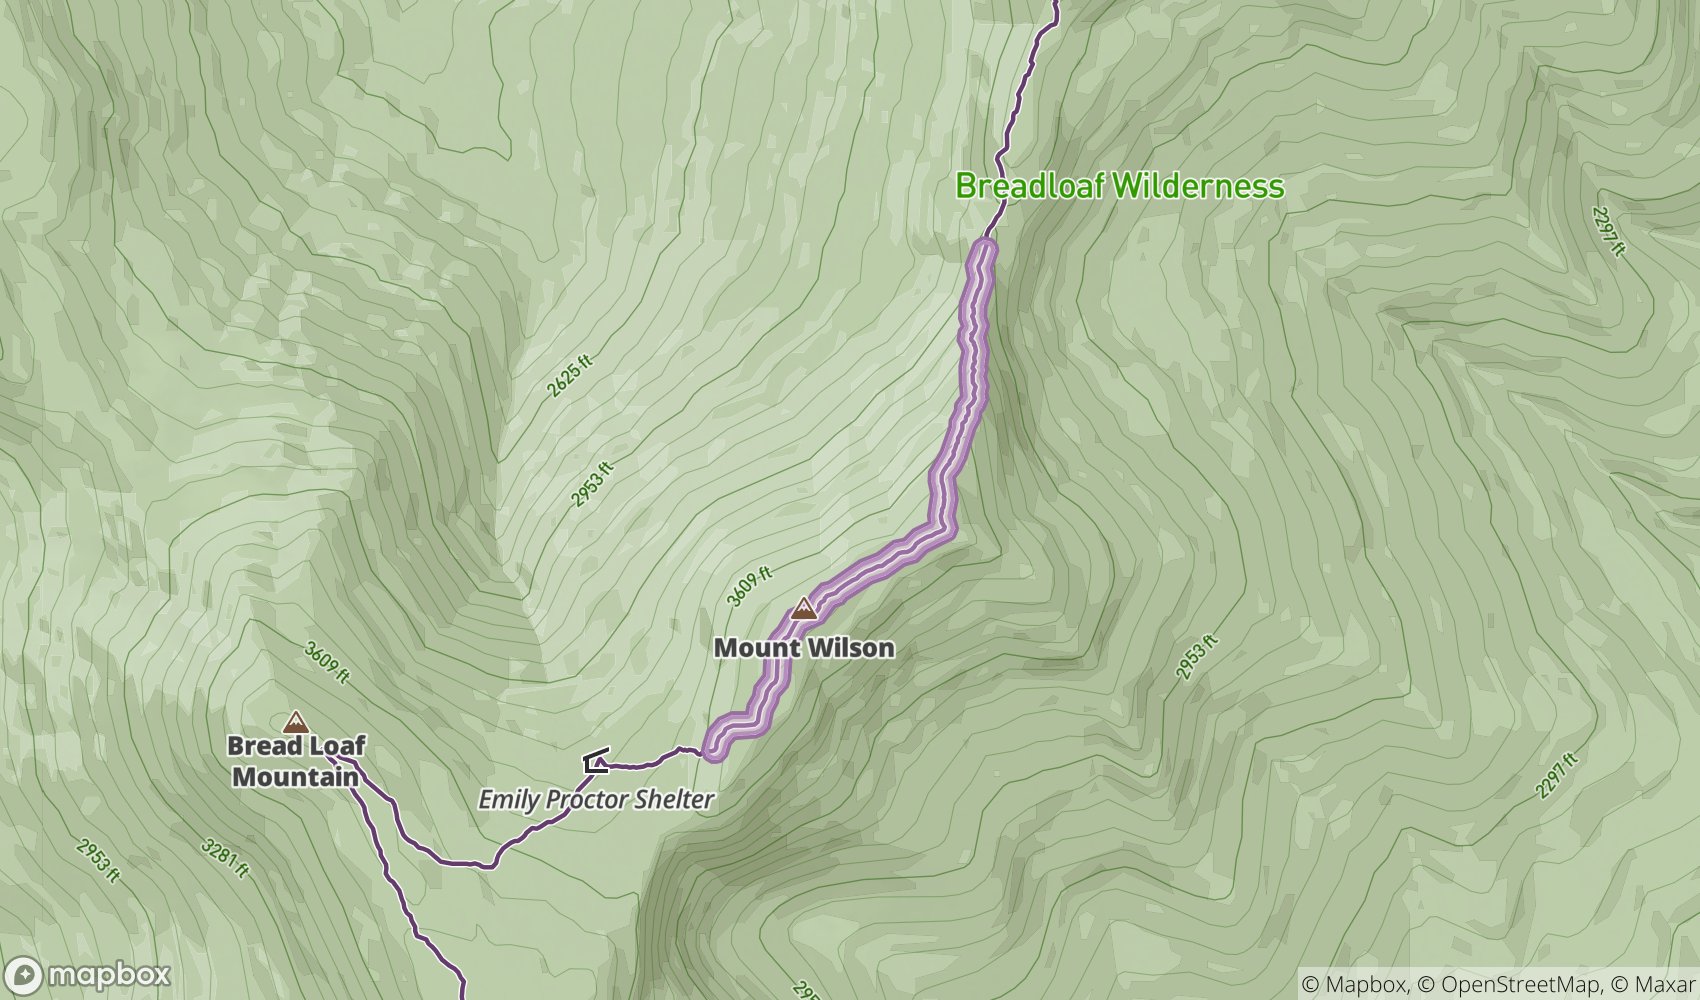 Breadloaf Wilderness
2297 ft
2625 ft
2953 ft
3609 ft
Mount Wilson
3609 ft
2953 ft
Bread Loaf
Mountain
Emily Proctor Shelter
2297 ft
2953 ft
3281 ft
mapbox
© Mapbox, © OpenStreetMap, © Maxar